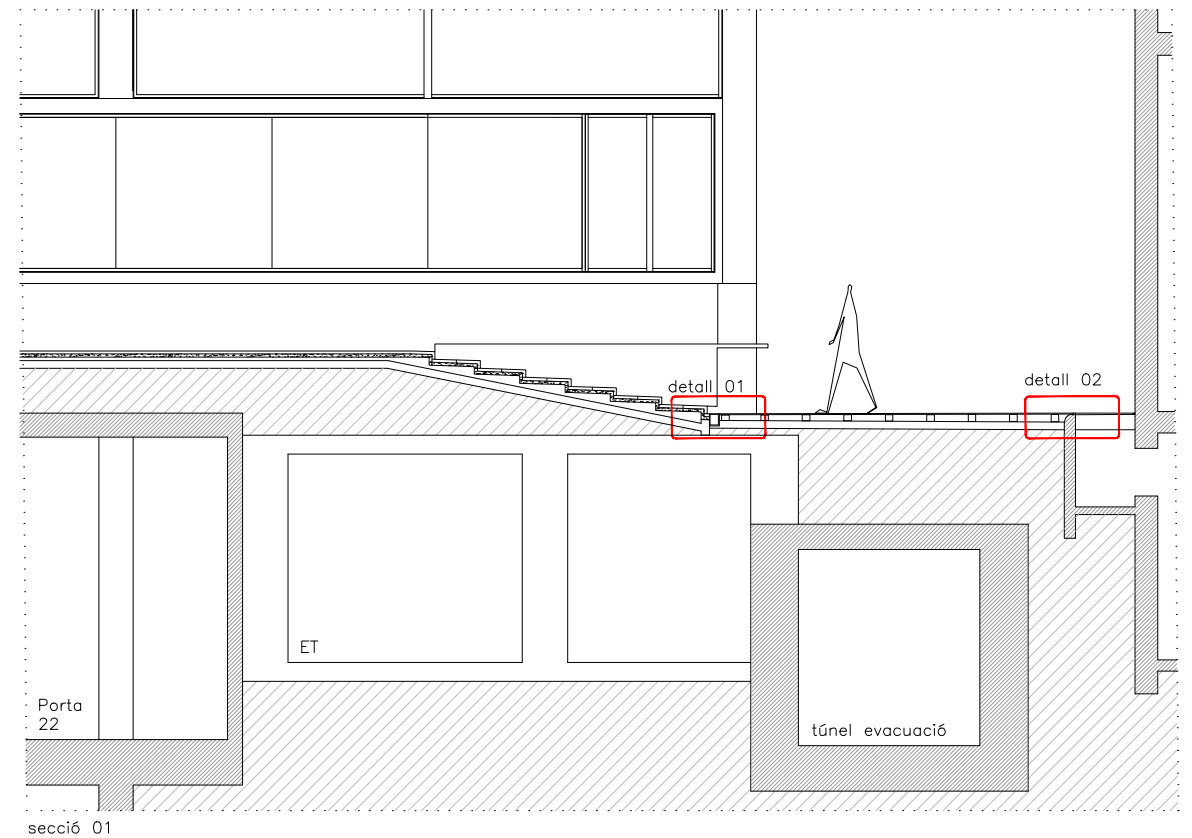 detall 01
detall 02
ET
Porta
22
túnel evacuació
secció 01